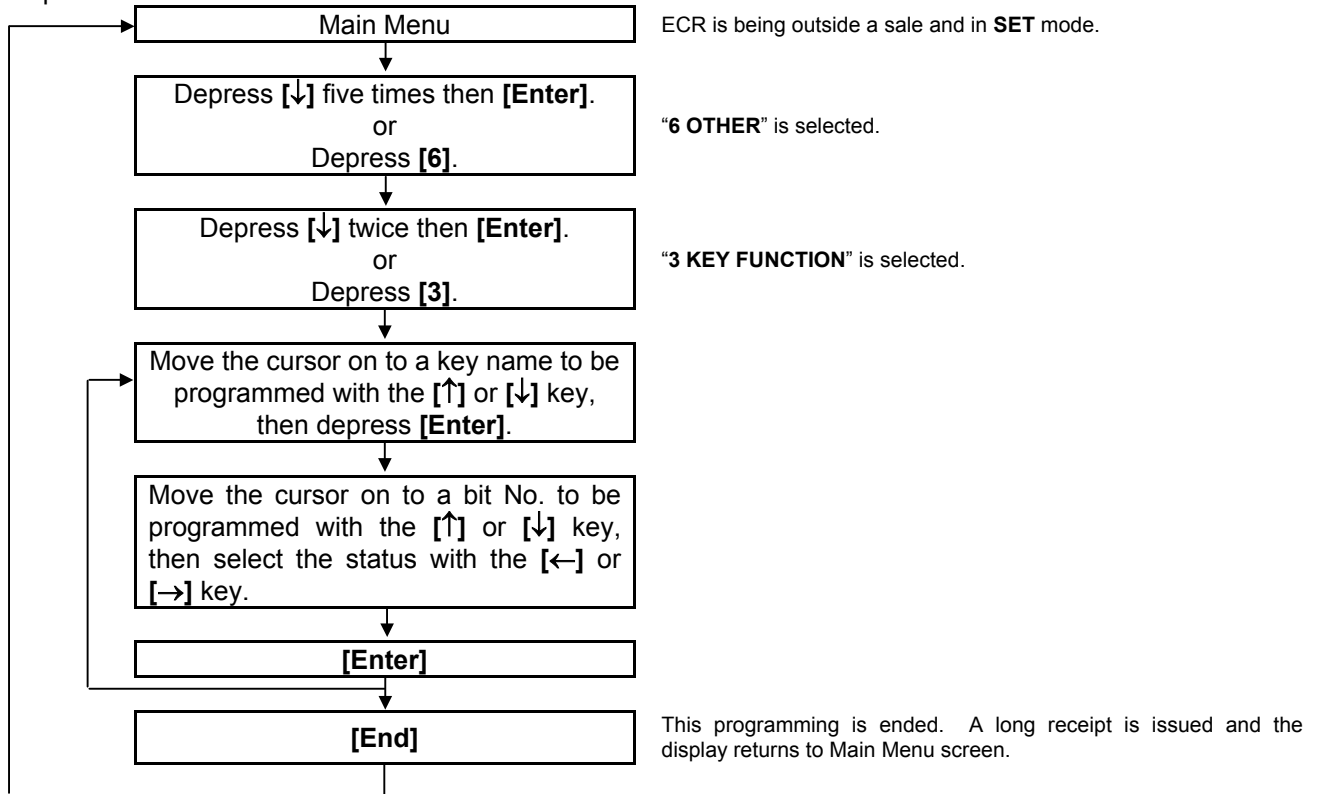 Main Menu
ECR is being outside a sale and in SET mode.
Depress [↓] five times then [Enter].
or
Depress [6].
“6 OTHER” is selected.
Depress [↓] twice then [Enter].
or
Depress [3].
“3 KEY FUNCTION” is selected.
Move the cursor on to a key name to be
programmed with the [↑] or [↓] key,
then depress [Enter].
Move the cursor on to a bit No. to be
programmed with the [↑] or [↓] key,
then select the status with the [←] or
[→] key.
[Enter]
[End]
This programming is ended. A long receipt is issued and the
display returns to Main Menu screen.